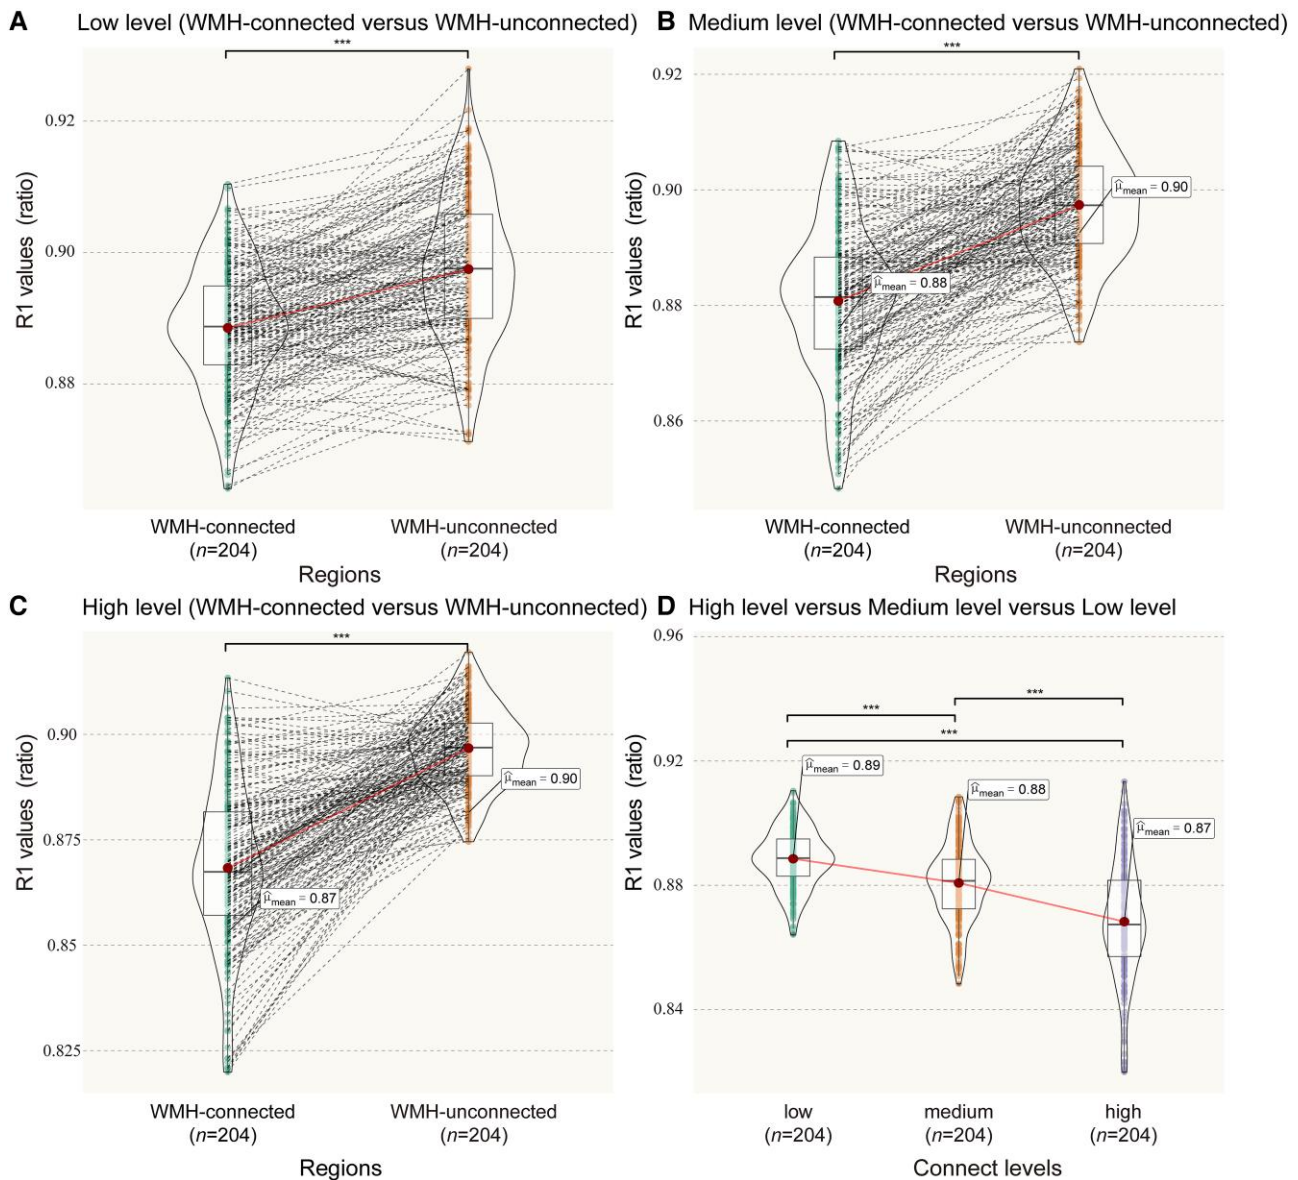 A Low level (WMH-connected versus WMH-unconnected)
***
R1 values (ratio)
0.92
0.90
0.88
WMH-connected
(n=204)
WMH-unconnected
(n=204)
Regions
B Medium level (WMH-connected versus WMH-unconnected)
***
R1 values (ratio)
0.92
0.90
0.88
0.86
μ̂mean = 0.90
μ̂mean = 0.88
WMH-connected
(n=204)
WMH-unconnected
(n=204)
Regions
C High level (WMH-connected versus WMH-unconnected)
***
R1 values (ratio)
0.90
0.875
0.85
0.825
μ̂mean = 0.90
μ̂mean = 0.87
WMH-connected
(n=204)
WMH-unconnected
(n=204)
Regions
D High level versus Medium level versus Low level
R1 values (ratio)
0.96
0.92
0.88
0.84
***
***
***
μ̂mean = 0.89
μ̂mean = 0.88
μ̂mean = 0.87
low
(n=204)
medium
(n=204)
high
(n=204)
Connect levels